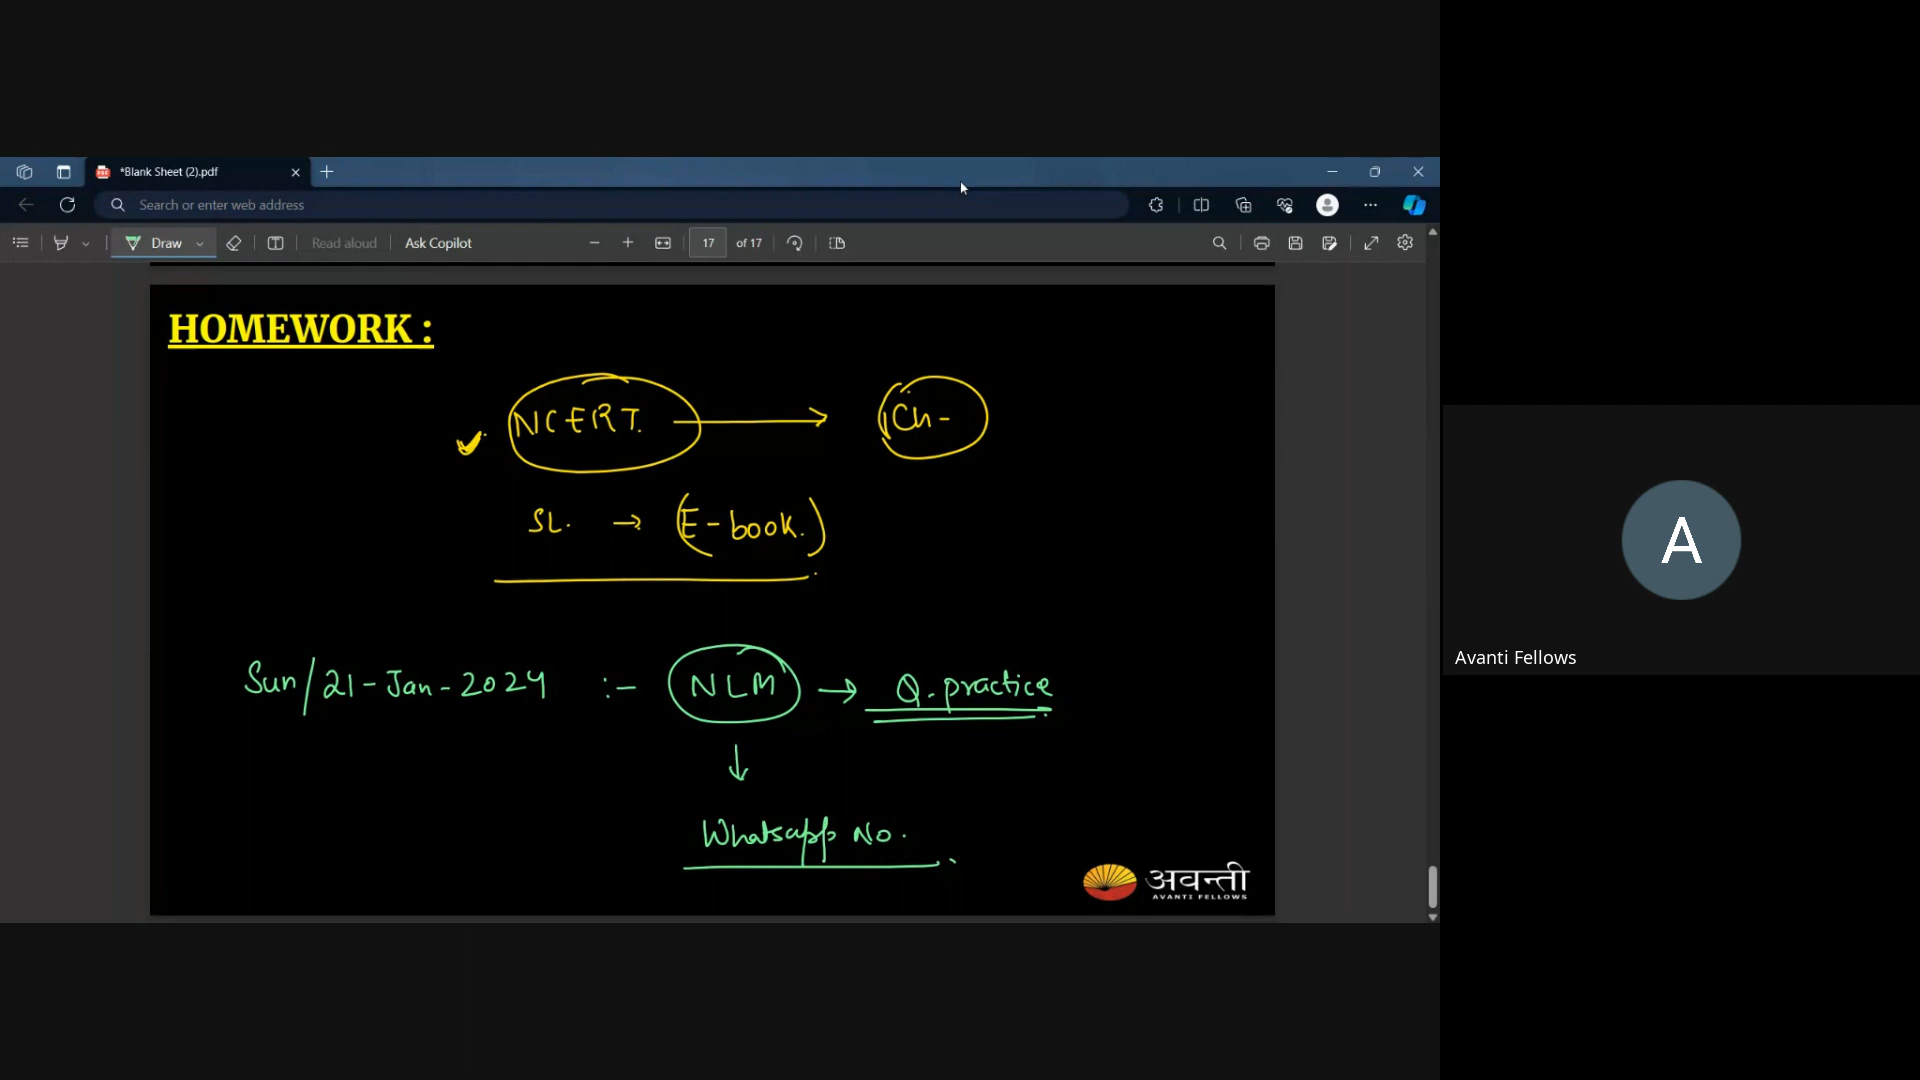 *Blank Sheet (2).pdf
Search or enter web address
Draw
Read aloud
Ask Copilot
17 of 17
HOMEWORK :
NCERT. → Ch-
SL. → (E-book.)
Sun/21-Jan-2024 :- NLM → Q.practice
↓
Whatsapp No.
अवन्ती
AVANTI FELLOWS
A
Avanti Fellows